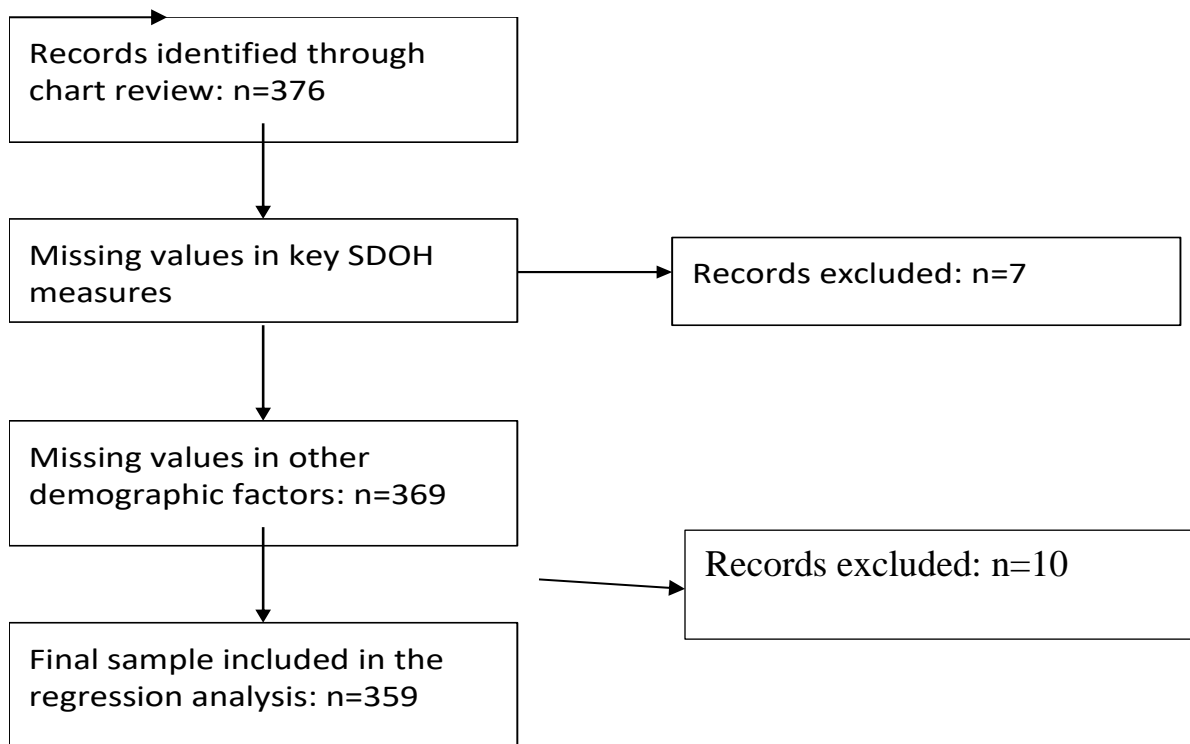 Records identified through
chart review: n=376
Missing values in key SDOH
measures
Records excluded: n=7
Missing values in other
demographic factors: n=369
Records excluded: n=10
Final sample included in the
regression analysis: n=359